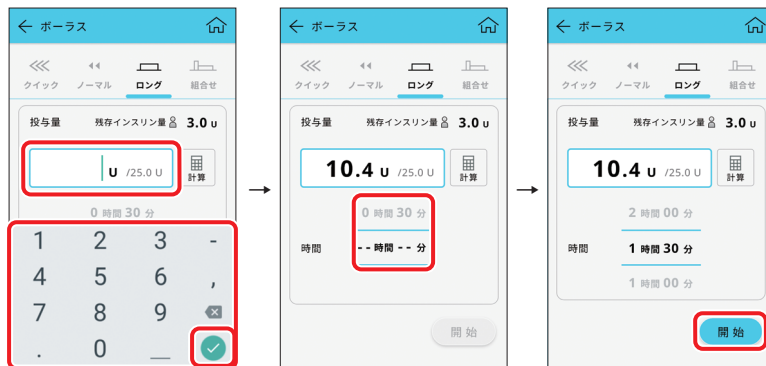 ← ボーラス
クイック ノーマル ロング 組合せ
投与量 残存インスリン量 3.0 U
U /25.0 U 計算
0 時間 30 分
1 2 3 -
4 5 6 ,
7 8 9
. 0 _
→
← ボーラス
クイック ノーマル ロング 組合せ
投与量 残存インスリン量 3.0 U
10.4 U /25.0 U 計算
0 時間 30 分
時間 - - 時間 - - 分
開始
→
← ボーラス
クイック ノーマル ロング 組合せ
投与量 残存インスリン量 3.0 U
10.4 U /25.0 U 計算
2 時間 00 分
時間 1 時間 30 分
1 時間 00 分
開始